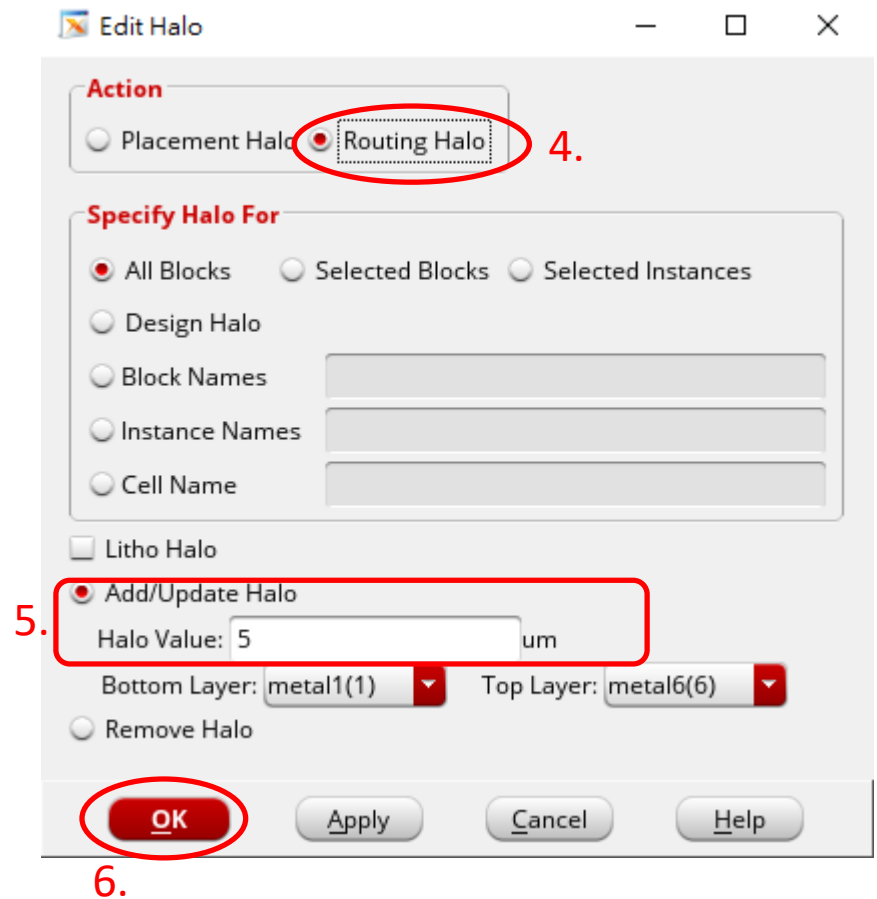 Edit Halo
Action
Placement Halo Routing Halo 4.
Specify Halo For
All Blocks Selected Blocks Selected Instances
Design Halo
Block Names
Instance Names
Cell Name
Litho Halo
Add/Update Halo
5. Halo Value: 5 um
Bottom Layer: metal1(1) Top Layer: metal6(6)
Remove Halo
OK Apply Cancel Help
6.